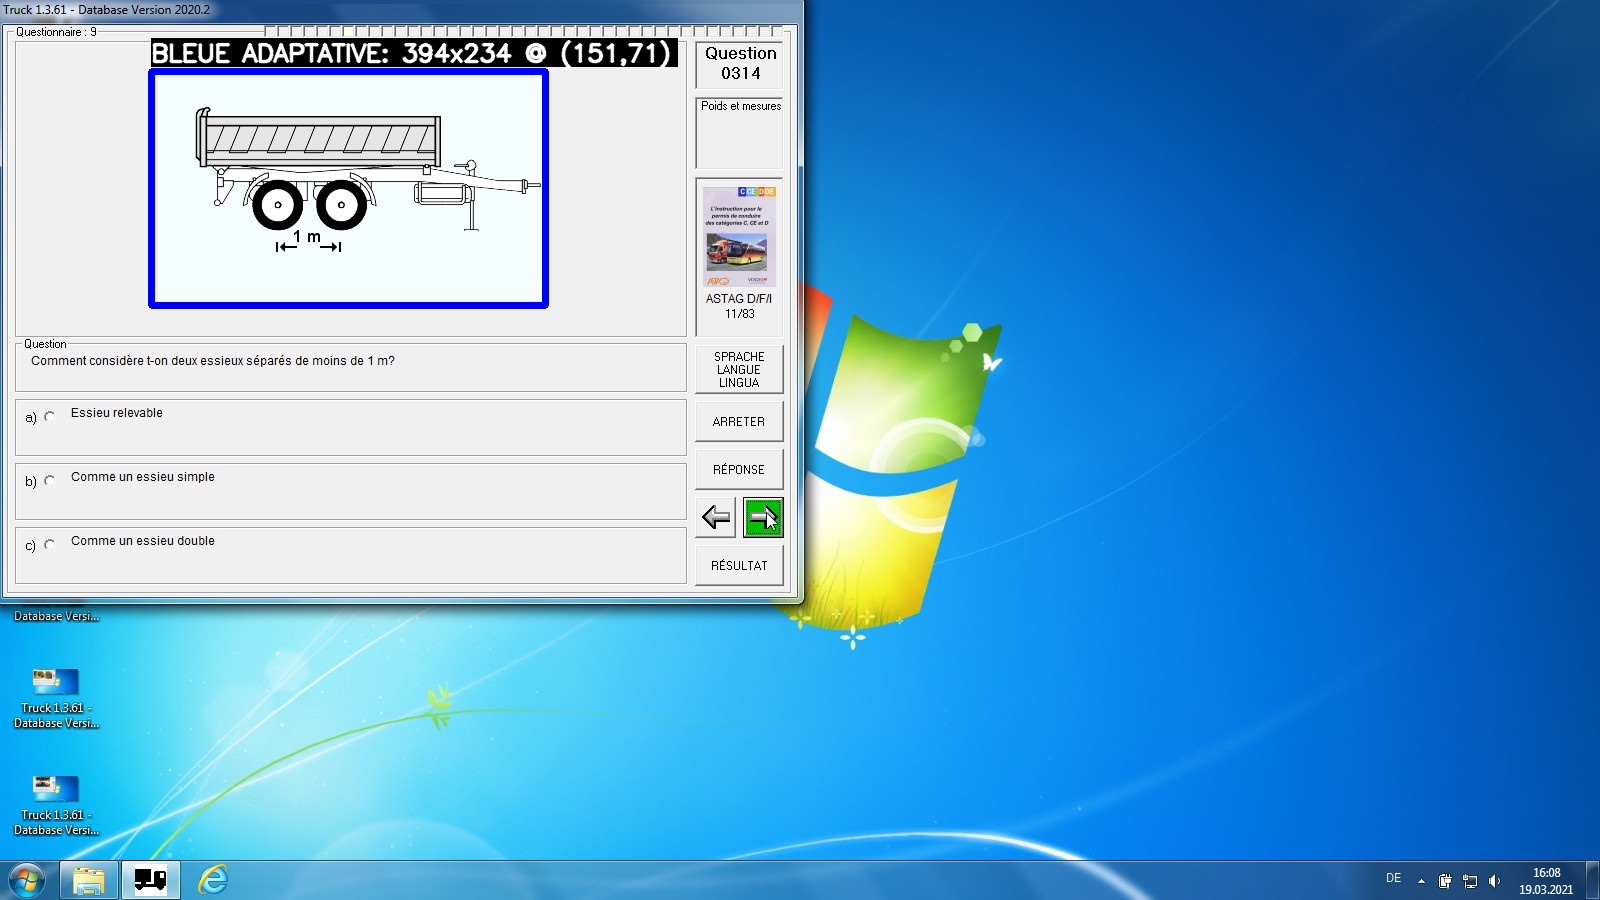 Truck 1.3.61 - Database Version 2020.2
Questionnaire : 9
BLEUE ADAPTATIVE: 394x234 @ (151,71)
1 m
Question
0314
Poids et mesures
C CE D DE
L'instruction pour le
permis de conduire
des catégories C, CE et D
ASTAG D/F/I
11/83
Question
Comment considère t-on deux essieux séparés de moins de 1 m?
a) Essieu relevable
b) Comme un essieu simple
c) Comme un essieu double
SPRACHE
LANGUE
LINGUA
ARRETER
RÉPONSE
RÉSULTAT
Database Versi...
Truck 1.3.61 -
Database Versi...
Truck 1.3.61 -
Database Versi...
DE
16:08
19.03.2021